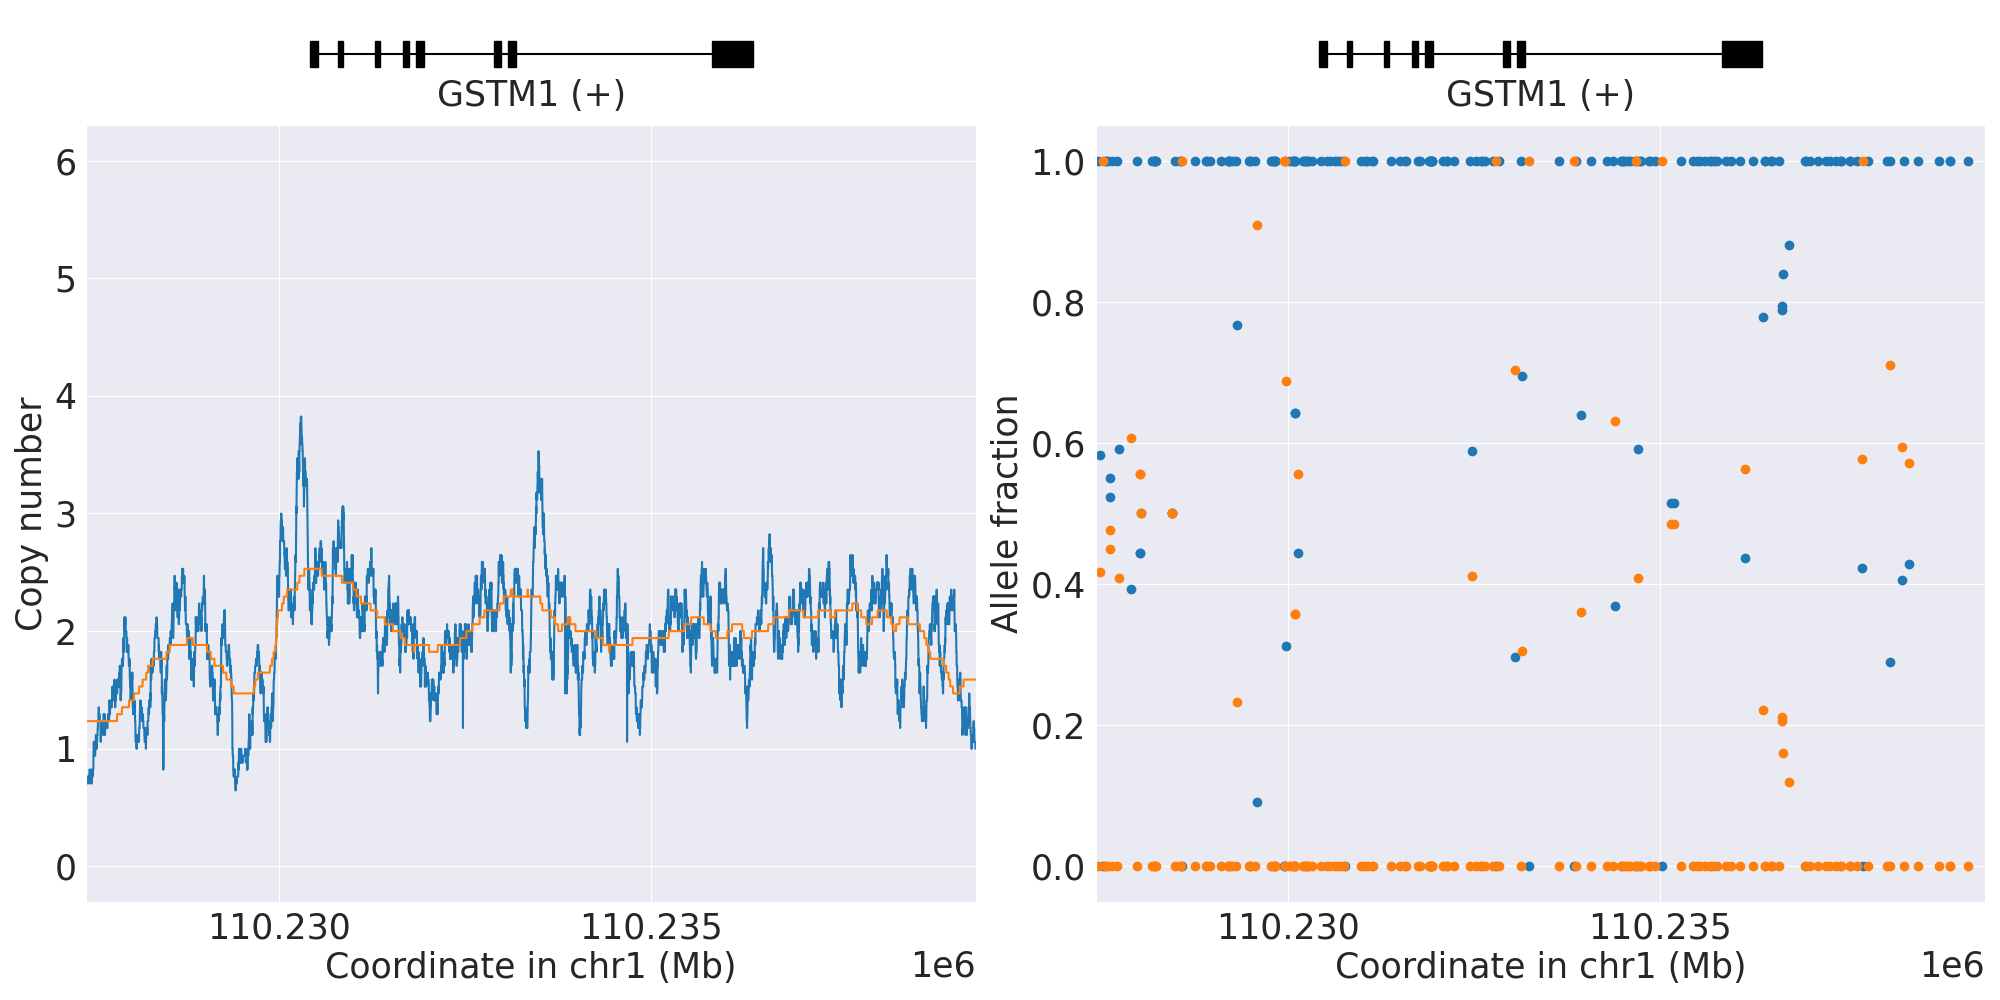 GSTM1 (+)
6
5
4
3
2
1
0
Copy number
110.230
110.235
Coordinate in chr1 (Mb)
1e6
GSTM1 (+)
1.0
0.8
0.6
0.4
0.2
0.0
Allele fraction
110.230
110.235
Coordinate in chr1 (Mb)
1e6